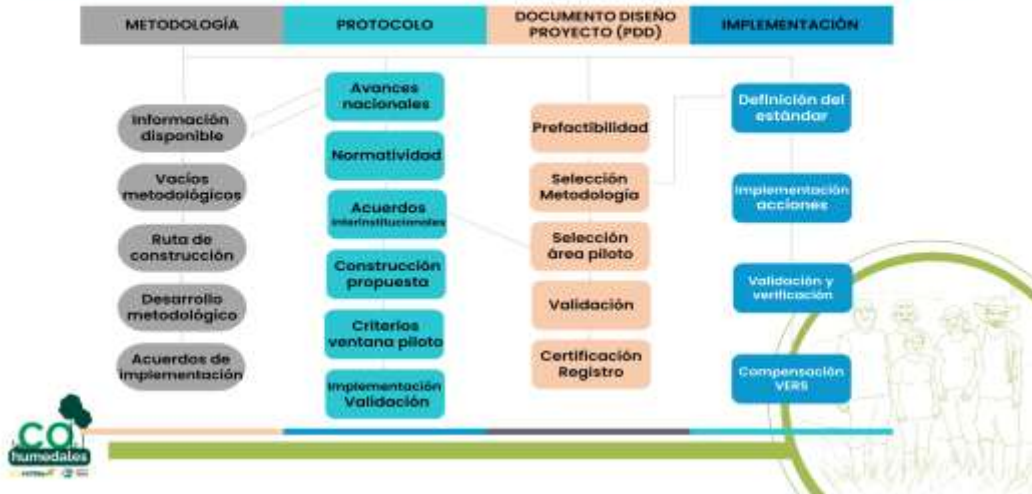 METODOLOGÍA
PROTOCOLO
DOCUMENTO DISEÑO
PROYECTO (PDD)
IMPLEMENTACIÓN
Información
disponible
Vacíos
metodológicos
Ruta de
construcción
Desarrollo
metodológico
Acuerdos de
implementación
Avances
nacionales
Normatividad
Acuerdos
interinstitucionales
Construcción
propuesta
Criterios
ventana piloto
Implementación
Validación
Prefactibilidad
Selección
Metodología
Selección
área piloto
Validación
Certificación
Registro
Definición del
estándar
Implementación
acciones
Validación y
verificación
Compensación
VERS
co
humedales